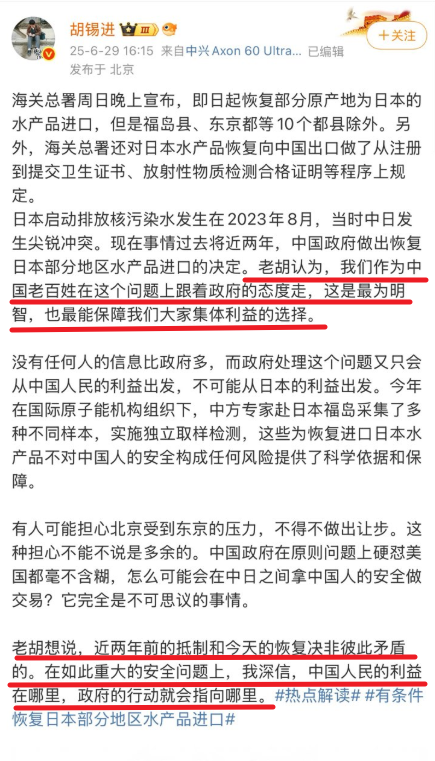 胡锡进 III
25-6-29 16:15 来自中兴Axon 60 Ultra... 已编辑
发布于 北京
+关注
海关总署周日晚上宣布，即日起恢复部分原产地为日本的
水产品进口，但是福岛县、东京都等10个都县除外。另
外，海关总署还对日本水产品恢复向中国出口做了从注册
到提交卫生证书、放射性物质检测合格证明等程序上规
定。
日本启动排放核污染水发生在2023年8月，当时中日发
生尖锐冲突。现在事情过去将近两年，中国政府做出恢复
日本部分地区水产品进口的决定。老胡认为，我们作为中
国老百姓在这个问题上跟着政府的态度走，这是最为明
智，也最能保障我们大家集体利益的选择。
没有任何人的信息比政府多，而政府处理这个问题又只会
从中国人民的利益出发，不可能从日本的利益出发。今年
在国际原子能机构组织下，中方专家赴日本福岛采集了多
种不同样本，实施独立取样检测，这些为恢复进口日本水
产品不对中国人的安全构成任何风险提供了科学依据和保
障。
有人可能担心北京受到东京的压力，不得不做出让步。这
种担心不能不说是多余的。中国政府在原则问题上硬怼美
国都毫不含糊，怎么可能会在中日之间拿中国人的安全做
交易？它完全是不可思议的事情。
老胡想说，近两年前的抵制和今天的恢复决非彼此矛盾
的。在如此重大的安全问题上，我深信，中国人民的利益
在哪里，政府的行动就会指向哪里。#热点解读# #有条件
恢复日本部分地区水产品进口#